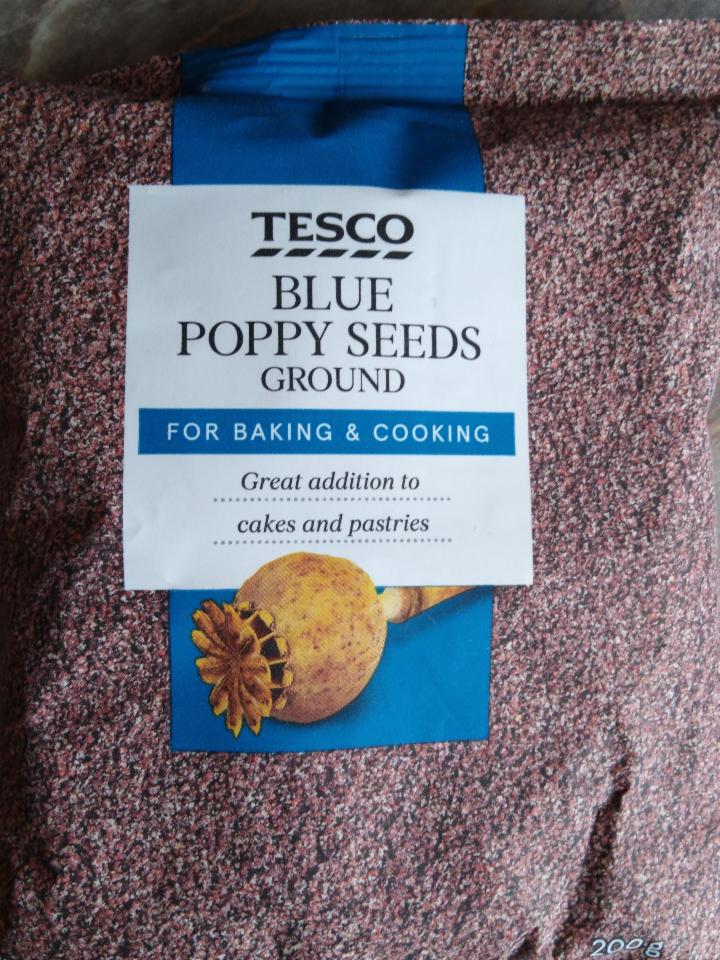 TESCO
BLUE
POPPY SEEDS
GROUND
FOR BAKING & COOKING
Great addition to
cakes and pastries
200g